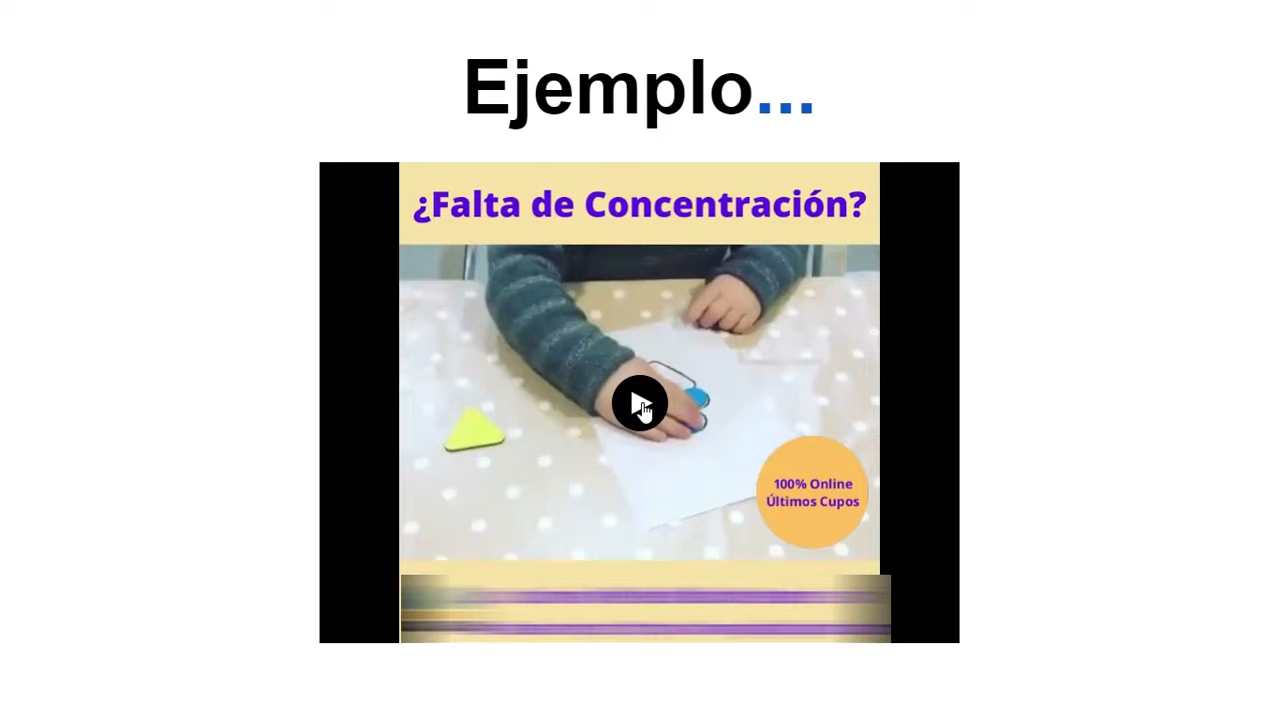 Ejemplo...
¿Falta de Concentración?
100% Online
Últimos Cupos